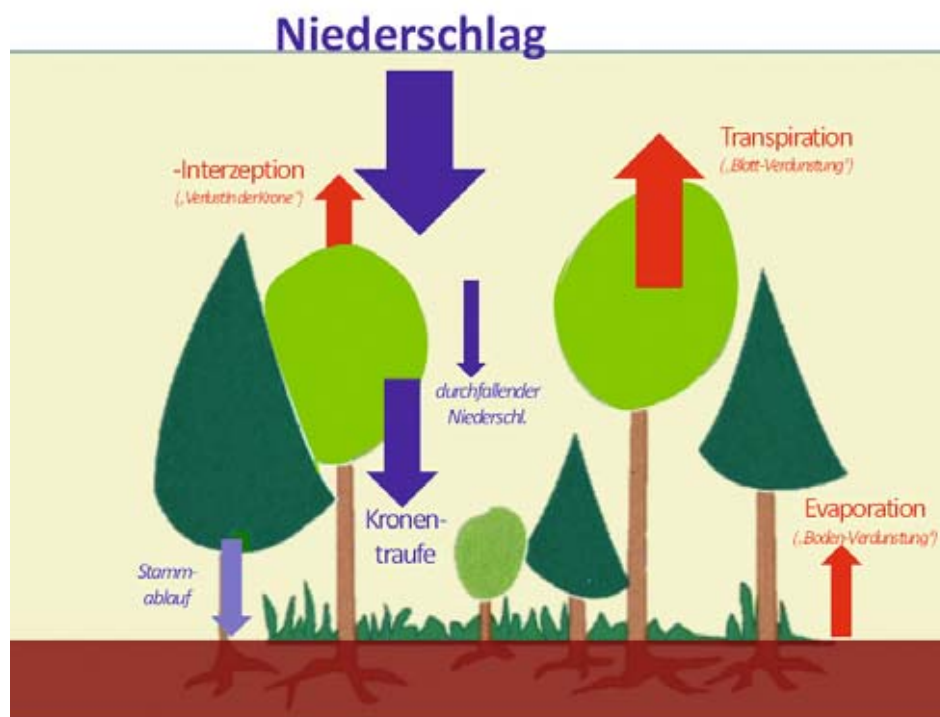 Niederschlag
-Interzeption
(„Verlust in der Krone")
Transpiration
(„Blatt-Verdunstung")
durchfallender
Niederschl.
Kronen-
traufe
Evaporation
(„Boden-Verdunstung")
Stamm-
ablauf